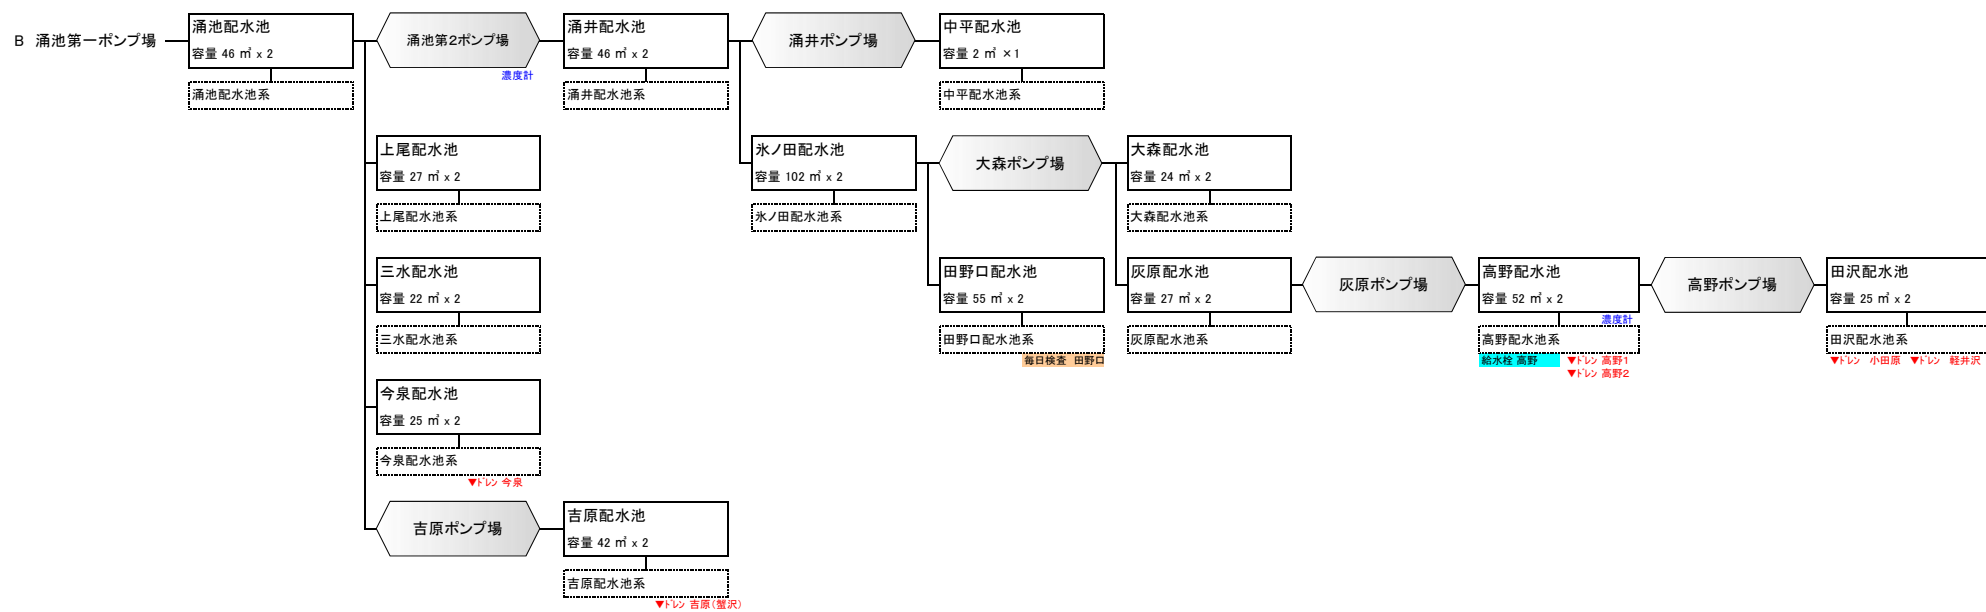 B 涌池第一ポンプ場
涌池配水池
容量 46 ㎥ x 2
涌池配水池系
涌池第2ポンプ場
濃度計
涌井配水池
容量 46 ㎥ x 2
涌井配水池系
涌井ポンプ場
中平配水池
容量 2 ㎥ ×1
中平配水池系
上尾配水池
容量 27 ㎥ x 2
上尾配水池系
氷ノ田配水池
容量 102 ㎥ x 2
氷ノ田配水池系
大森ポンプ場
大森配水池
容量 24 ㎥ x 2
大森配水池系
三水配水池
容量 22 ㎥ x 2
三水配水池系
田野口配水池
容量 55 ㎥ x 2
田野口配水池系
毎日検査 田野口
灰原配水池
容量 27 ㎥ x 2
灰原配水池系
灰原ポンプ場
高野配水池
容量 52 ㎥ x 2
濃度計
高野配水池系
給水栓 高野
▼ドレン 高野1
▼ドレン 高野2
高野ポンプ場
田沢配水池
容量 25 ㎥ x 2
田沢配水池系
▼ドレン 小田原 ▼ドレン 軽井沢
今泉配水池
容量 25 ㎥ x 2
今泉配水池系
▼ドレン 今泉
吉原ポンプ場
吉原配水池
容量 42 ㎥ x 2
吉原配水池系
▼ドレン 吉原(蟹沢)